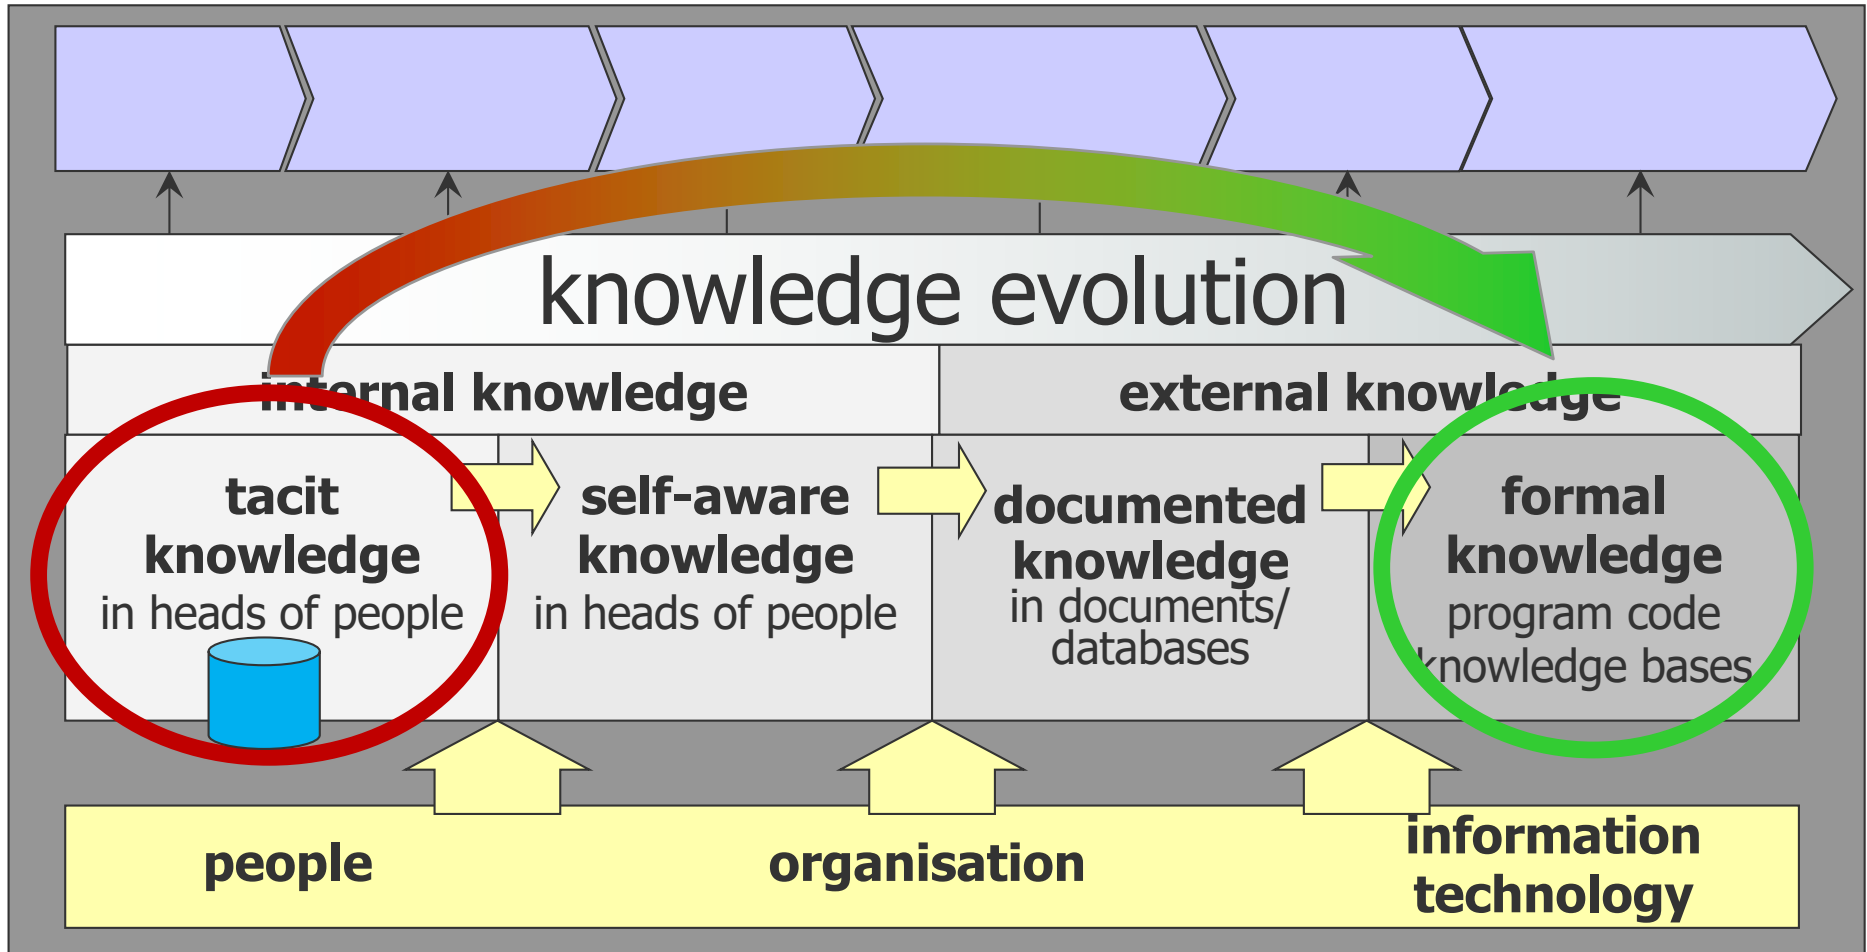 knowledge evolution
internal knowledge
external knowledge
tacit
knowledge
in heads of people
self-aware
knowledge
in heads of people
documented
knowledge
in documents/
databases
formal
knowledge
program code
knowledge bases
people
organisation
information
technology